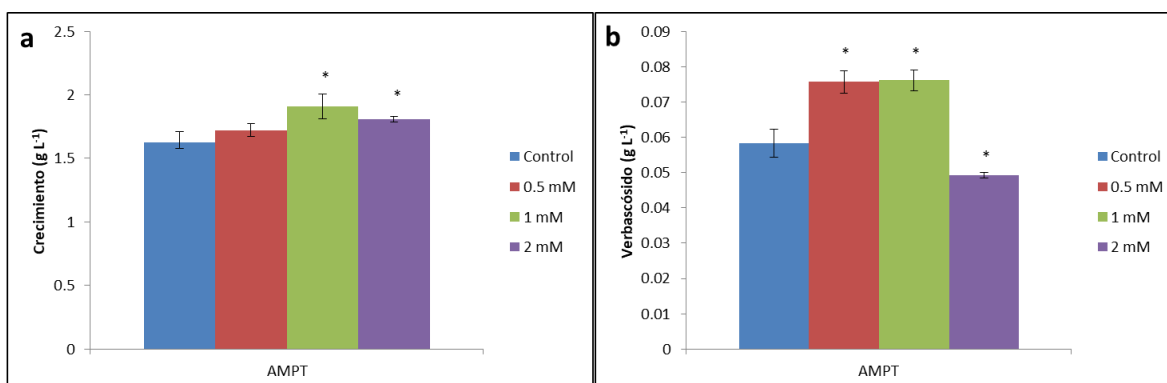 a
2.5
2
1.5
1
0.5
0
Crecimiento (g L-1)
*
*
AMPT
Control
0.5 mM
1 mM
2 mM
b
0.09
0.08
0.07
0.06
0.05
0.04
0.03
0.02
0.01
0
Verbascósido (g L-1)
*
*
*
AMPT
Control
0.5 mM
1 mM
2 mM